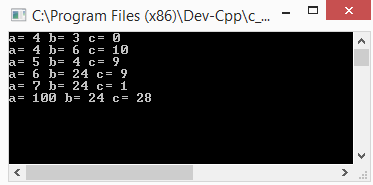 C:\Program Files (x86)\Dev-Cpp\c_...
a= 4 b= 3 c= 0
a= 4 b= 6 c= 10
a= 5 b= 4 c= 9
a= 6 b= 24 c= 9
a= 7 b= 24 c= 1
a= 100 b= 24 c= 28